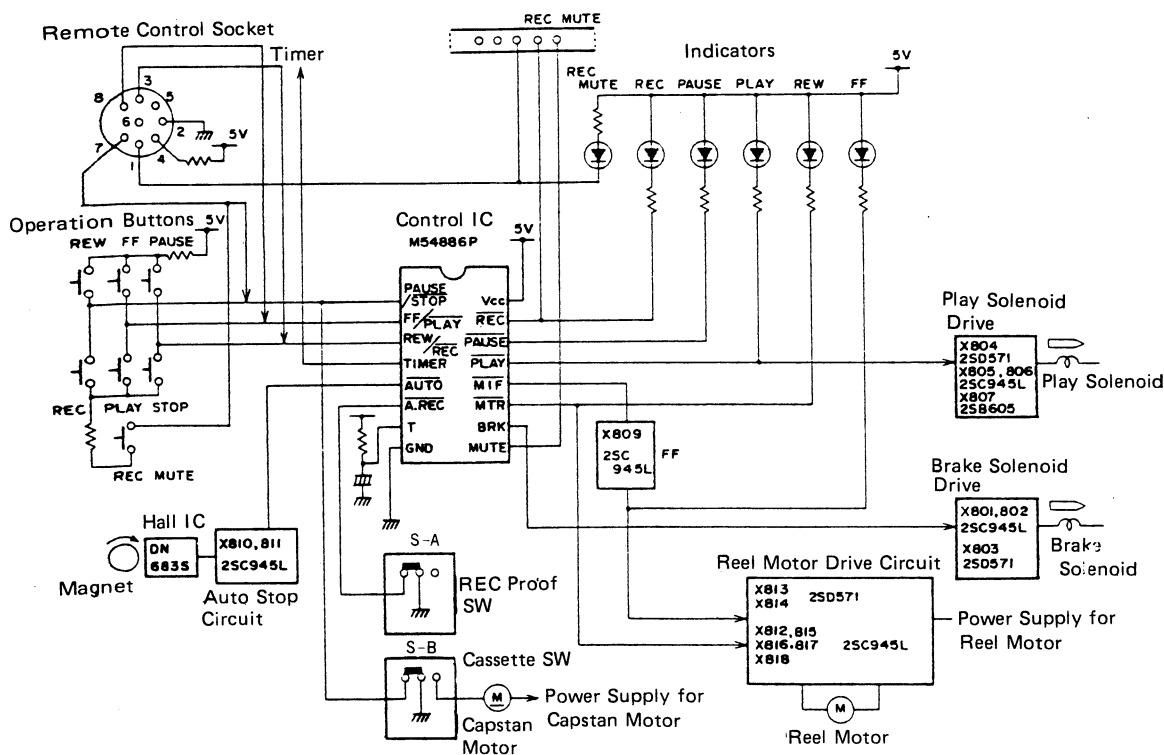 REC MUTE
Remote Control Socket
Timer
Indicators
5V
REC
MUTE REC PAUSE PLAY REW FF
3
8
5
6
2
7
4
1
5V
Operation Buttons
5V
REW FF PAUSE
REC PLAY STOP
REC MUTE
Control IC
M54886P
5V
PAUSE
/STOP
FF/PLAY
REW/REC
TIMER
AUTO
A.REC
T
GND
Vcc
REC
PAUSE
PLAY
MIF
MTR
BRK
MUTE
X809
2SC
945L
FF
Play Solenoid
Drive
X804
2SD571
X805,806
2SC945L
X807
2SB605
Play Solenoid
Brake Solenoid
Drive
X801,802
2SC945L
X803
2SD571
Brake
Solenoid
Hall IC
DN
6835
X810,811
2SC945L
Magnet
Auto Stop
Circuit
S-A
REC Proof
SW
S-B
Cassette SW
M
Capstan
Motor
Power Supply for
Capstan Motor
Reel Motor Drive Circuit
X813
X814
2SD571
X812,815
X816,817
X818
2SC945L
Power Supply for
Reel Motor
M
Reel Motor